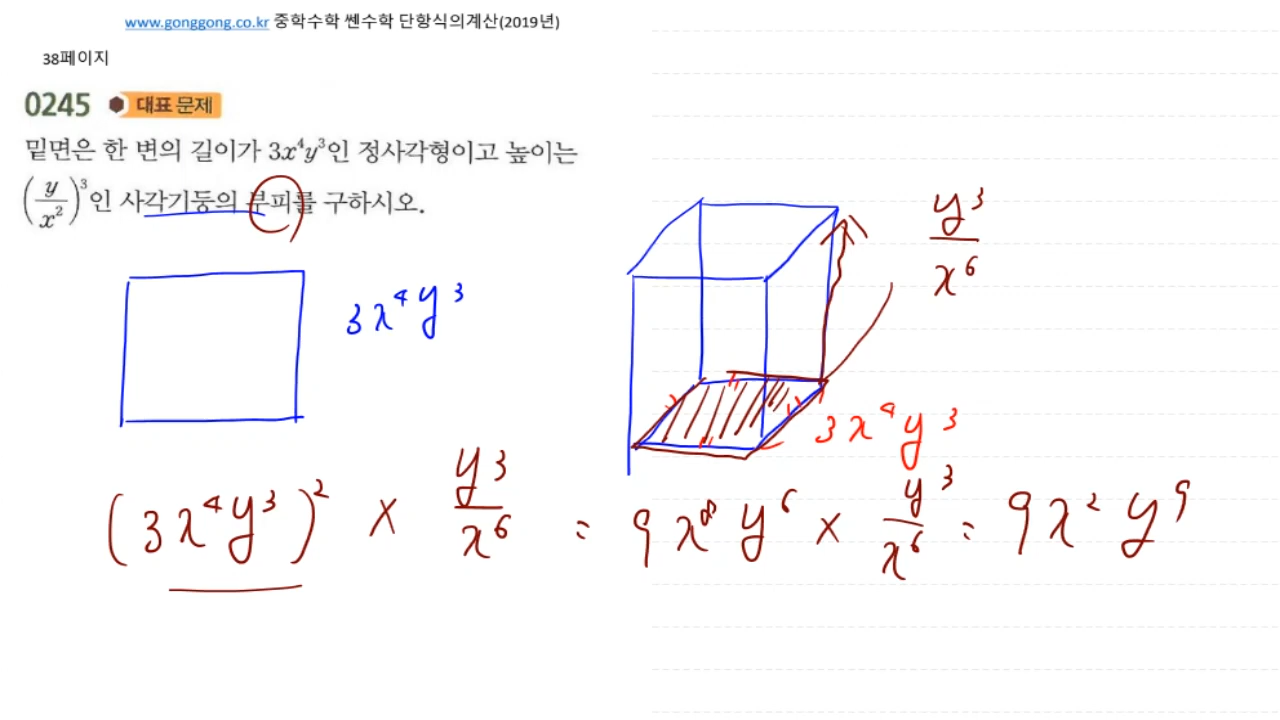 www.gonggong.co.kr 중학수학 쎈수학 단항식의계산(2019년)
38페이지
0245 대표 문제
밑면은 한 변의 길이가 3x⁴y³인 정사각형이고 높이는
(y/x²)³인 사각기둥의 부피를 구하시오.
y³/x⁶
3x⁴y³
3x⁴y³
(3x⁴y³)² × y³/x⁶ = 9x⁸y⁶ × y³/x⁶ = 9x²y⁹